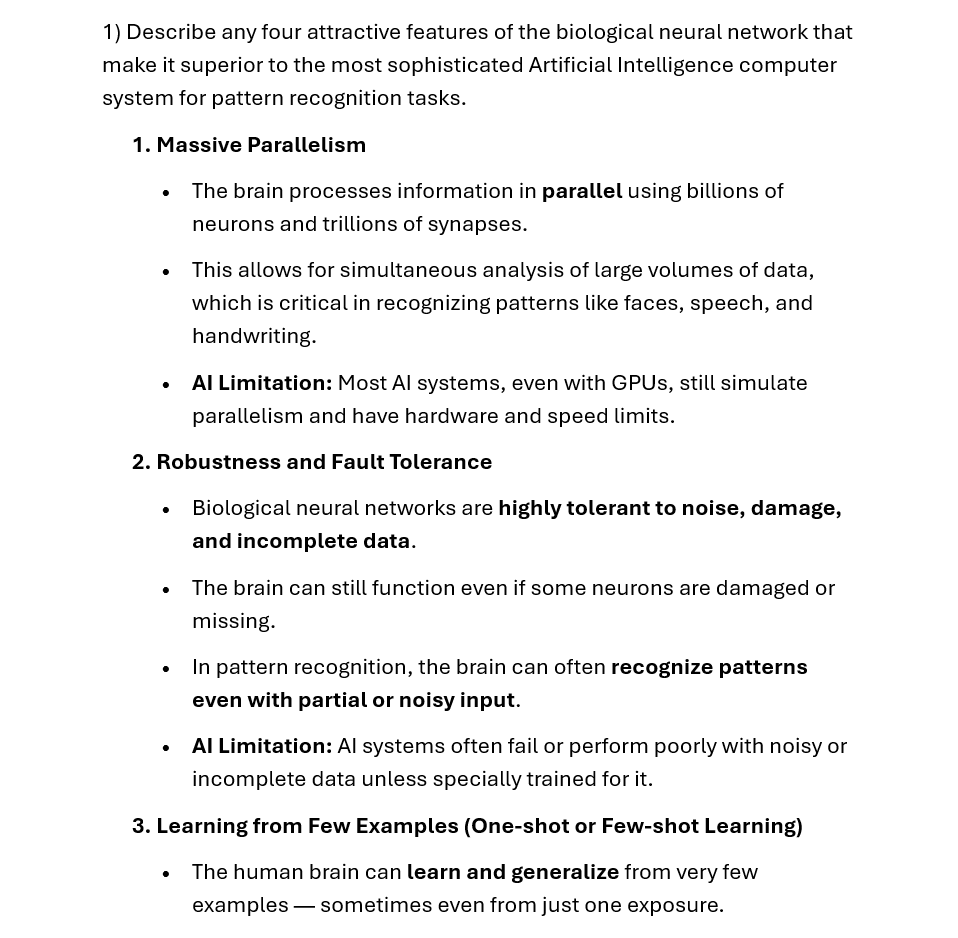 1) Describe any four attractive features of the biological neural network that
make it superior to the most sophisticated Artificial Intelligence computer
system for pattern recognition tasks.
1. Massive Parallelism
• The brain processes information in parallel using billions of
neurons and trillions of synapses.
• This allows for simultaneous analysis of large volumes of data,
which is critical in recognizing patterns like faces, speech, and
handwriting.
• AI Limitation: Most AI systems, even with GPUs, still simulate
parallelism and have hardware and speed limits.
2. Robustness and Fault Tolerance
• Biological neural networks are highly tolerant to noise, damage,
and incomplete data.
• The brain can still function even if some neurons are damaged or
missing.
• In pattern recognition, the brain can often recognize patterns
even with partial or noisy input.
• AI Limitation: AI systems often fail or perform poorly with noisy or
incomplete data unless specially trained for it.
3. Learning from Few Examples (One-shot or Few-shot Learning)
• The human brain can learn and generalize from very few
examples — sometimes even from just one exposure.